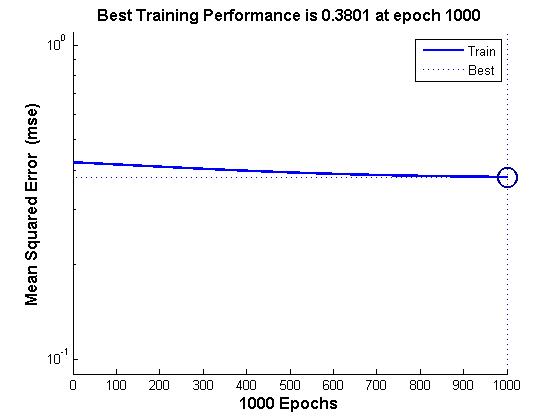 Best Training Performance is 0.3801 at epoch 1000
10^0
Train
Best
Mean Squared Error (mse)
10^-1
0 100 200 300 400 500 600 700 800 900 1000
1000 Epochs